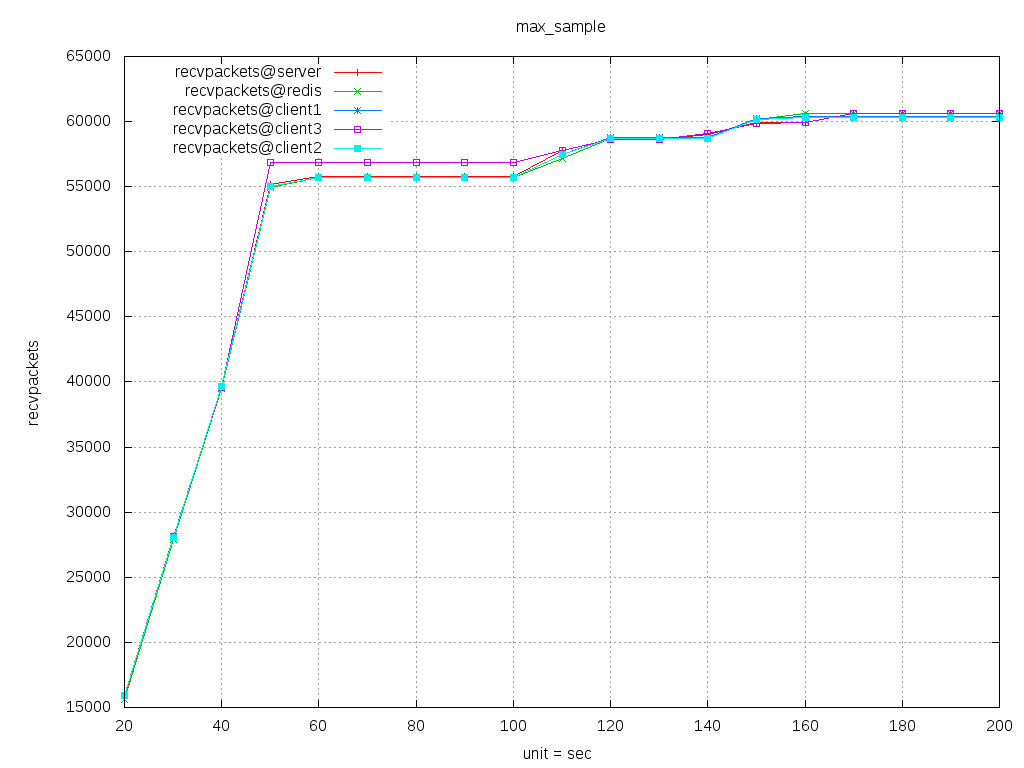 max_sample
65000
60000
55000
50000
45000
40000
35000
30000
25000
20000
15000
recvpackets@server
recvpackets@redis
recvpackets@client1
recvpackets@client3
recvpackets@client2
recvpackets
20 40 60 80 100 120 140 160 180 200
unit = sec